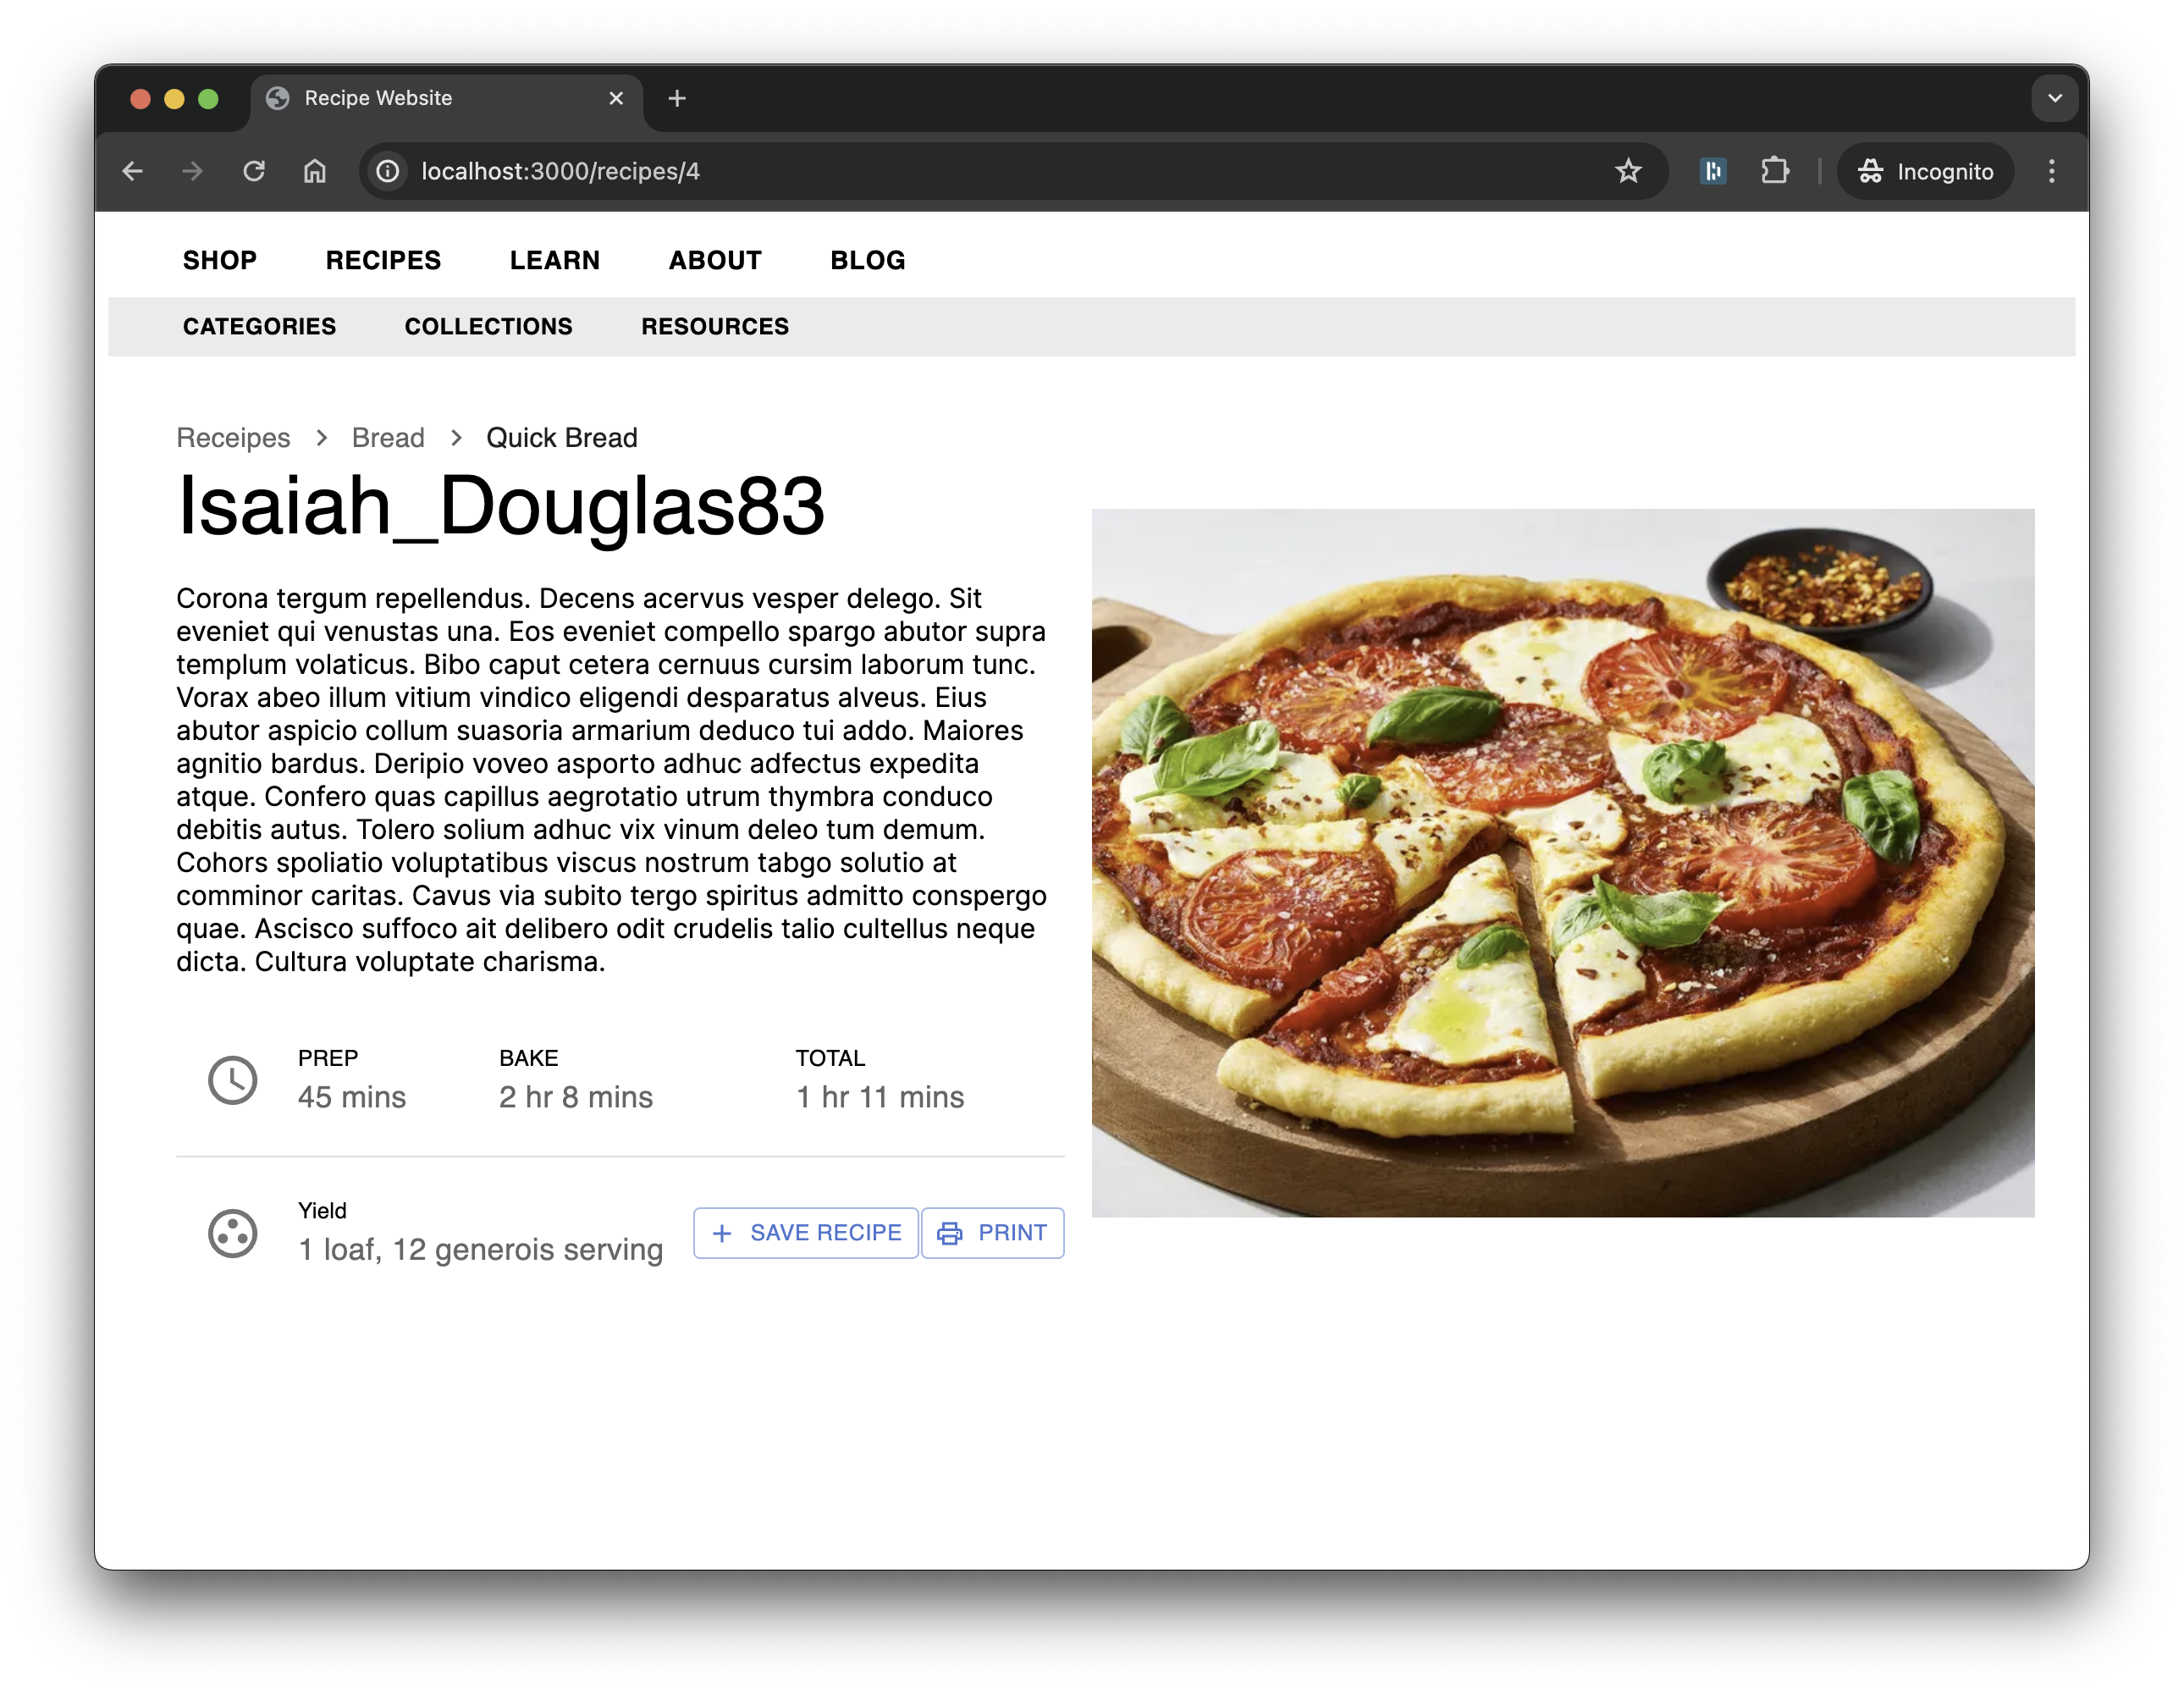 Recipe Website
localhost:3000/recipes/4
Incognito
SHOP RECIPES LEARN ABOUT BLOG
CATEGORIES COLLECTIONS RESOURCES
Receipes > Bread > Quick Bread
Isaiah_Douglas83
Corona tergum repellendus. Decens acervus vesper delego. Sit
eveniet qui venustas una. Eos eveniet compello spargo abutor supra
templum volaticus. Bibo caput cetera cernuus cursim laborum tunc.
Vorax abeo illum vitium vindico eligendi desparatus alveus. Eius
abutor aspicio collum suasoria armarium deduco tui addo. Maiores
agnitio bardus. Deripio voveo asporto adhuc adfectus expedita
atque. Confero quas capillus aegrotatio utrum thymbra conduco
debitis autus. Tolero solium adhuc vix vinum deleo tum demum.
Cohors spoliatio voluptatibus viscus nostrum tabgo solutio at
comminor caritas. Cavus via subito tergo spiritus admitto conspergo
quae. Ascisco suffoco ait delibero odit crudelis talio cultellus neque
dicta. Cultura voluptate charisma.
PREP BAKE TOTAL
45 mins 2 hr 8 mins 1 hr 11 mins
Yield
1 loaf, 12 generois serving
SAVE RECIPE PRINT